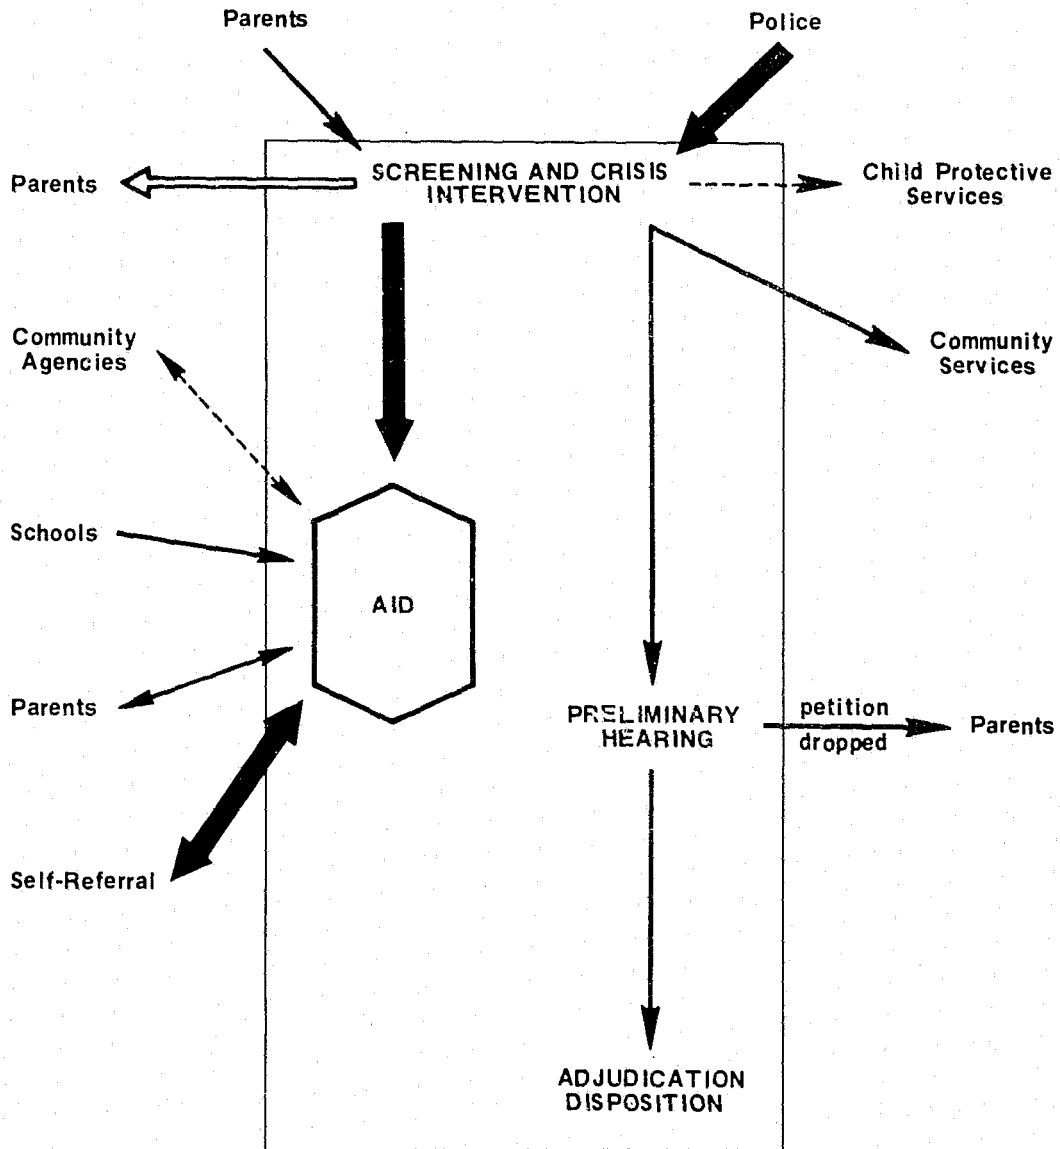 Parents
Police
Parents
SCREENING AND CRISIS
INTERVENTION
Child Protective
Services
Community
Agencies
Community
Services
Schools
AID
Parents
PRELIMINARY
HEARING
petition
dropped
Parents
Self-Referral
ADJUDICATION
DISPOSITION